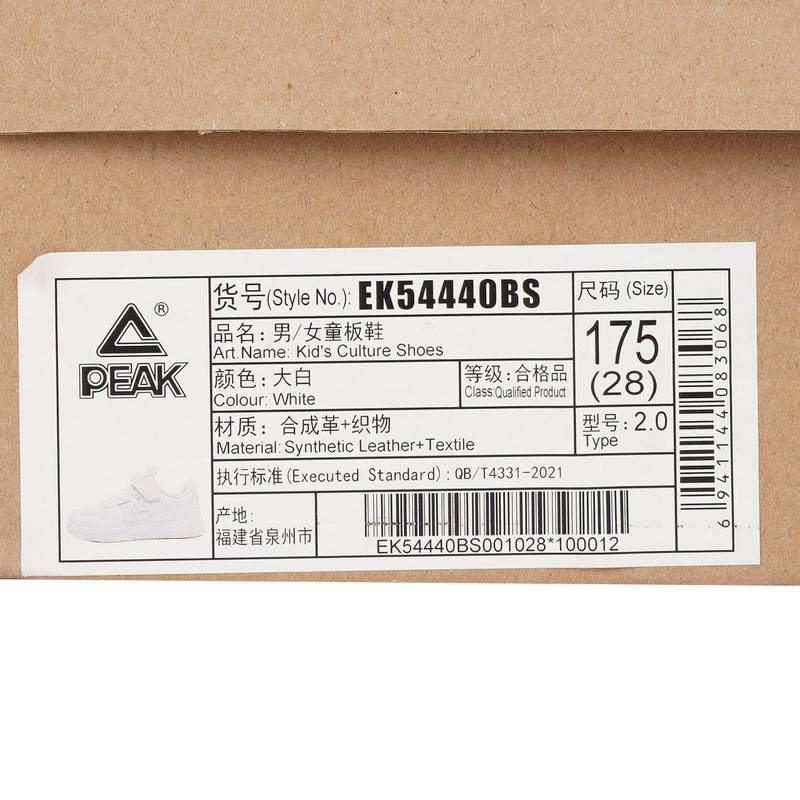 ®
PEAK
货号(Style No.): EK54440BS
品名: 男/女童板鞋
Art.Name: Kid's Culture Shoes
颜色: 大白
Colour: White
等级: 合格品
Class: Qualified Product
材质: 合成革+织物
Material: Synthetic Leather+Textile
执行标准(Executed Standard): QB/T4331-2021
产地:
福建省泉州市
EK54440BS001028*100012
尺码 (Size)
175
(28)
型号: 2.0
Type
6941144083068